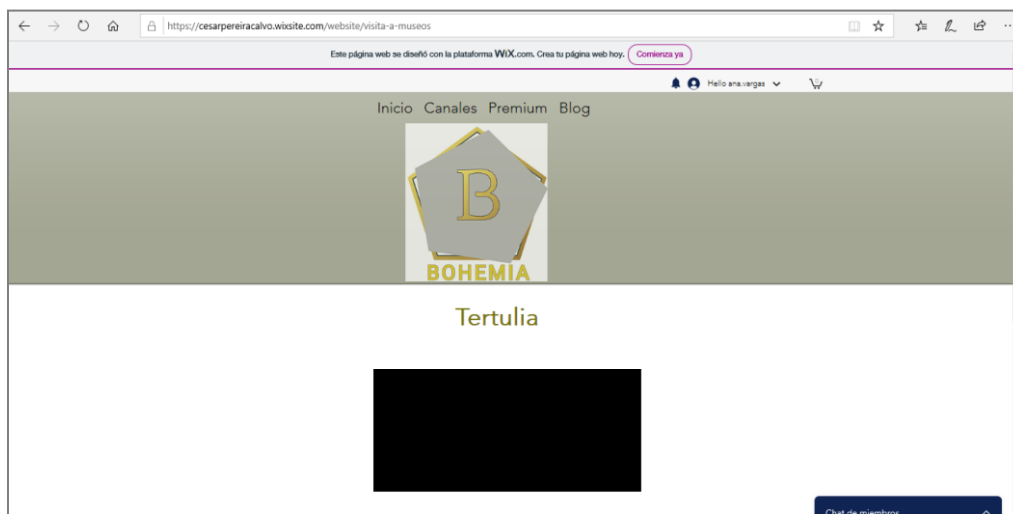 https://cesarpereiracalvo.wixsite.com/website/visita-a-museos
Este página web se diseñó con la plataforma WiX.com. Crea tu página web hoy. Comienza ya
Hello ana.vargas
Inicio Canales Premium Blog
B
BOHEMIA
Tertulia
Chat de miembros